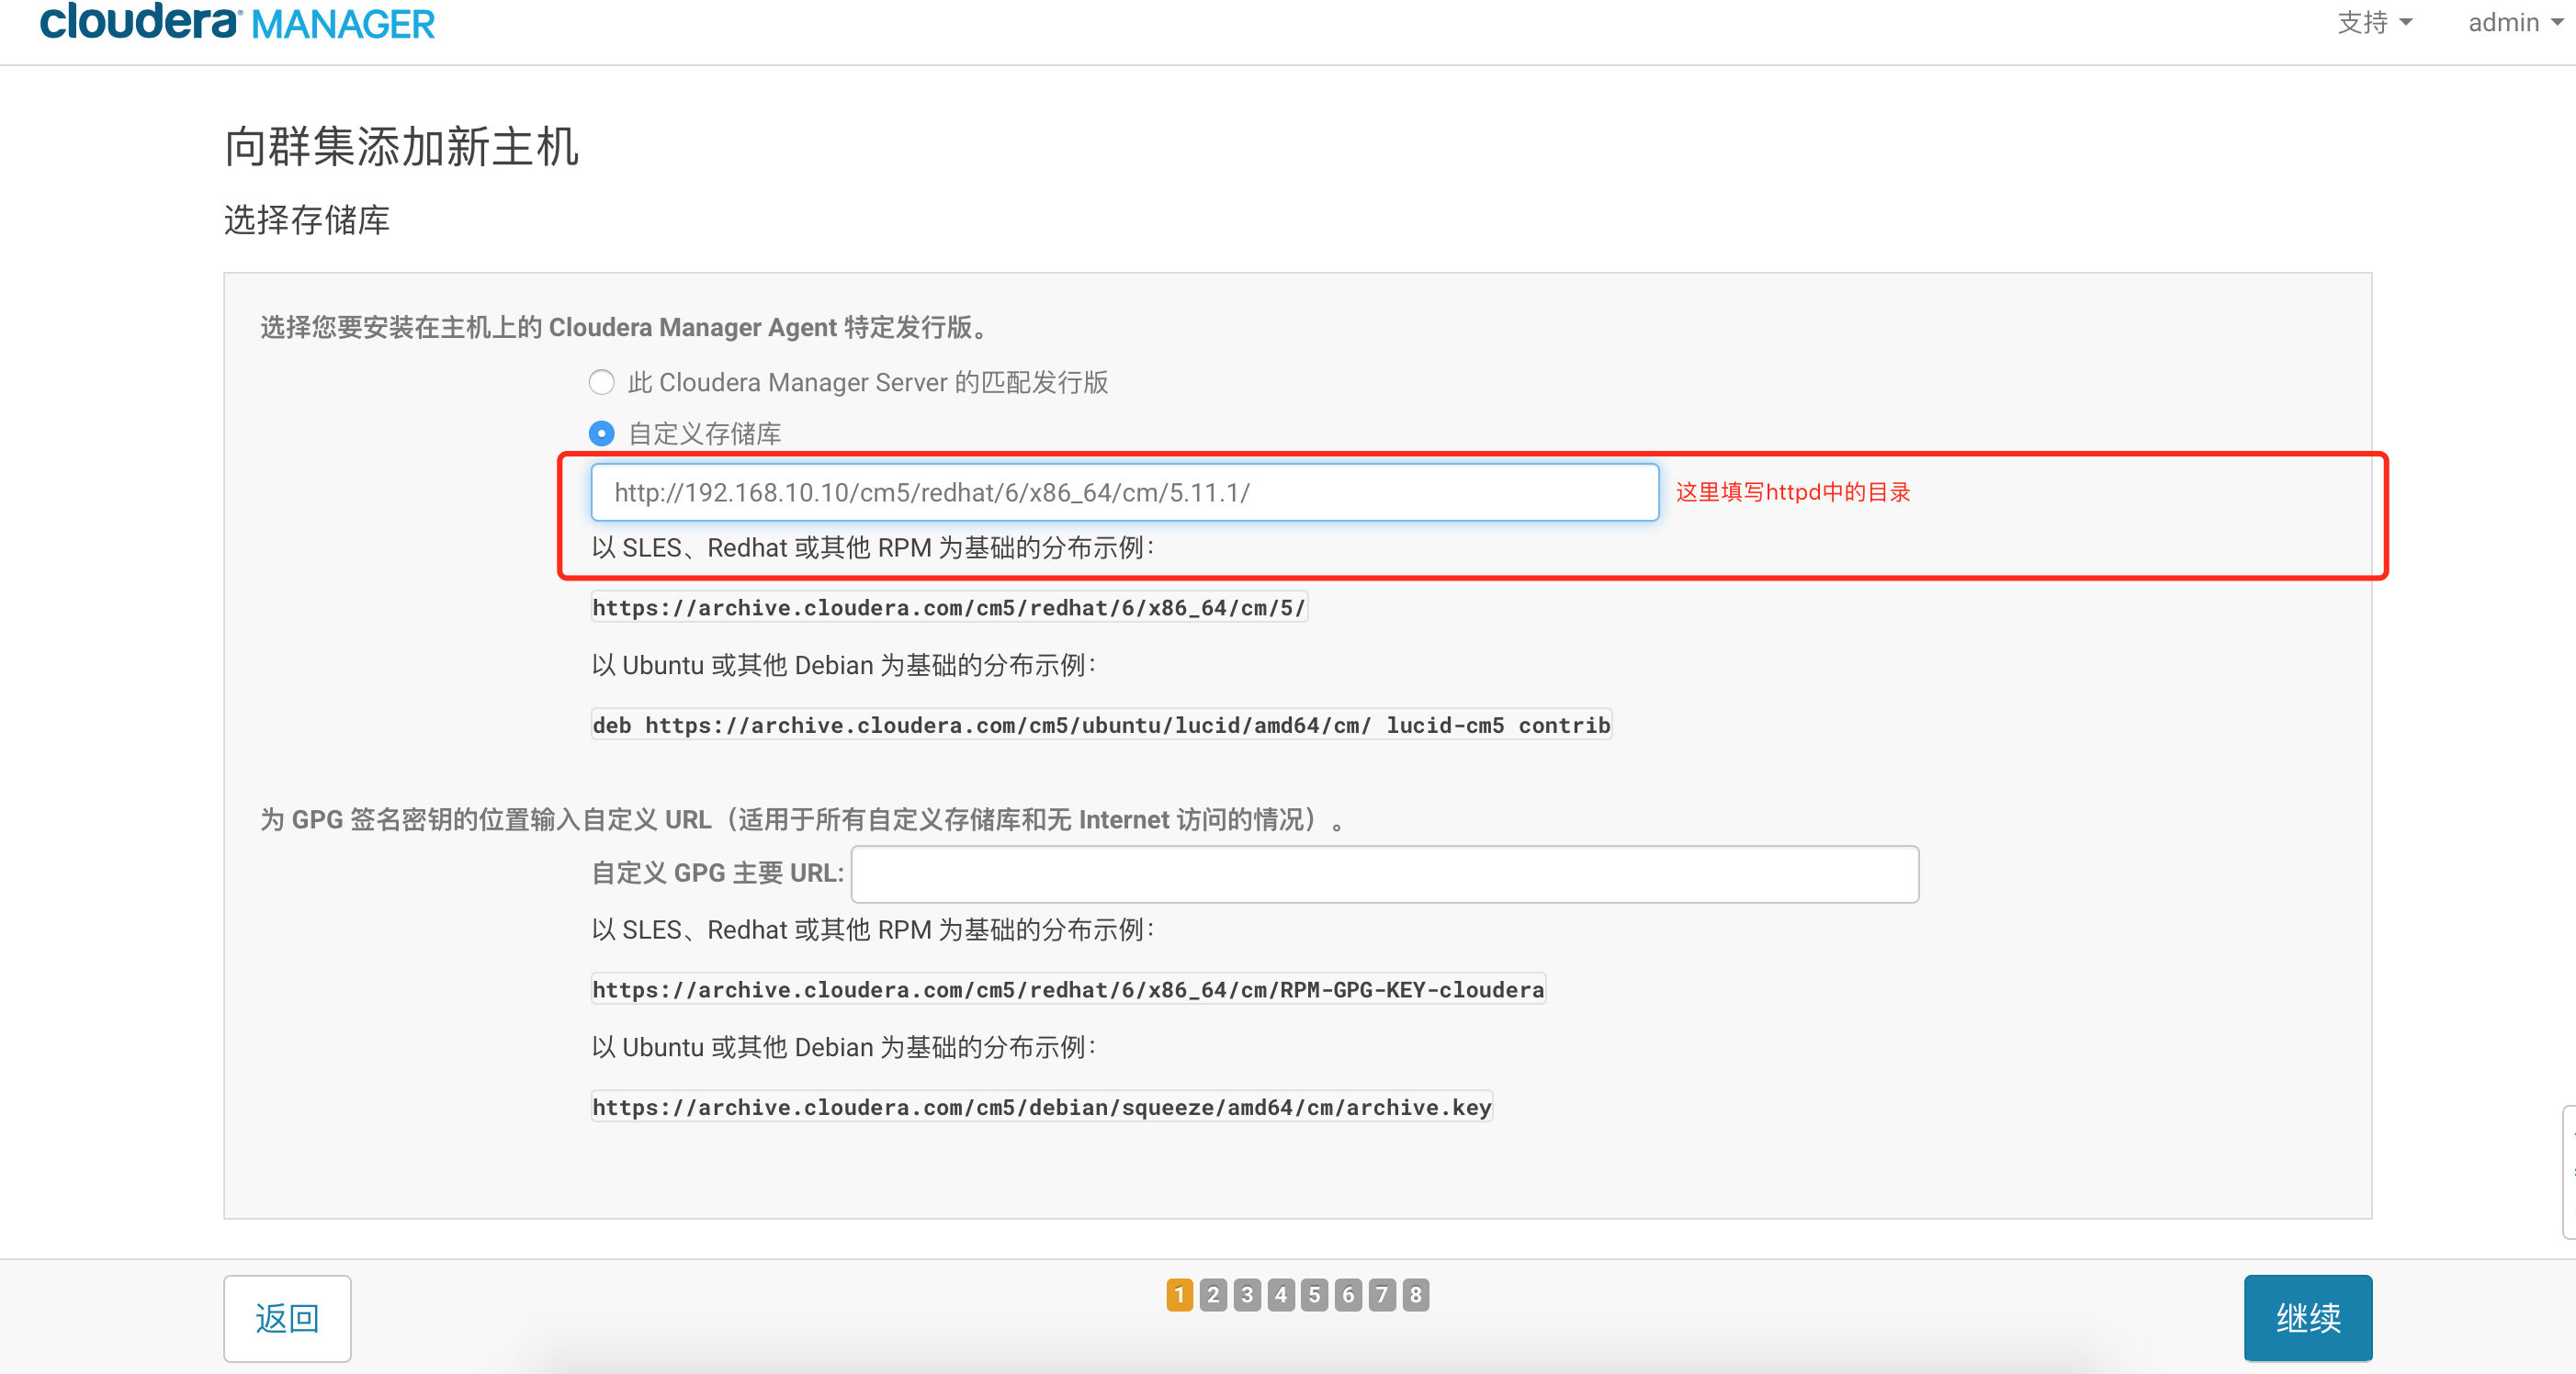 cloudera MANAGER
支持
admin
向群集添加新主机
选择存储库
选择您要安装在主机上的 Cloudera Manager Agent 特定发行版。
此 Cloudera Manager Server 的匹配发行版
自定义存储库
http://192.168.10.10/cm5/redhat/6/x86_64/cm/5.11.1/
这里填写httpd中的目录
以 SLES、Redhat 或其他 RPM 为基础的分布示例：
https://archive.cloudera.com/cm5/redhat/6/x86_64/cm/5/
以 Ubuntu 或其他 Debian 为基础的分布示例：
deb https://archive.cloudera.com/cm5/ubuntu/lucid/amd64/cm/ lucid-cm5 contrib
为 GPG 签名密钥的位置输入自定义 URL（适用于所有自定义存储库和无 Internet 访问的情况）。
自定义 GPG 主要 URL:
以 SLES、Redhat 或其他 RPM 为基础的分布示例：
https://archive.cloudera.com/cm5/redhat/6/x86_64/cm/RPM-GPG-KEY-cloudera
以 Ubuntu 或其他 Debian 为基础的分布示例：
https://archive.cloudera.com/cm5/debian/squeeze/amd64/cm/archive.key
返回
1 2 3 4 5 6 7 8
继续